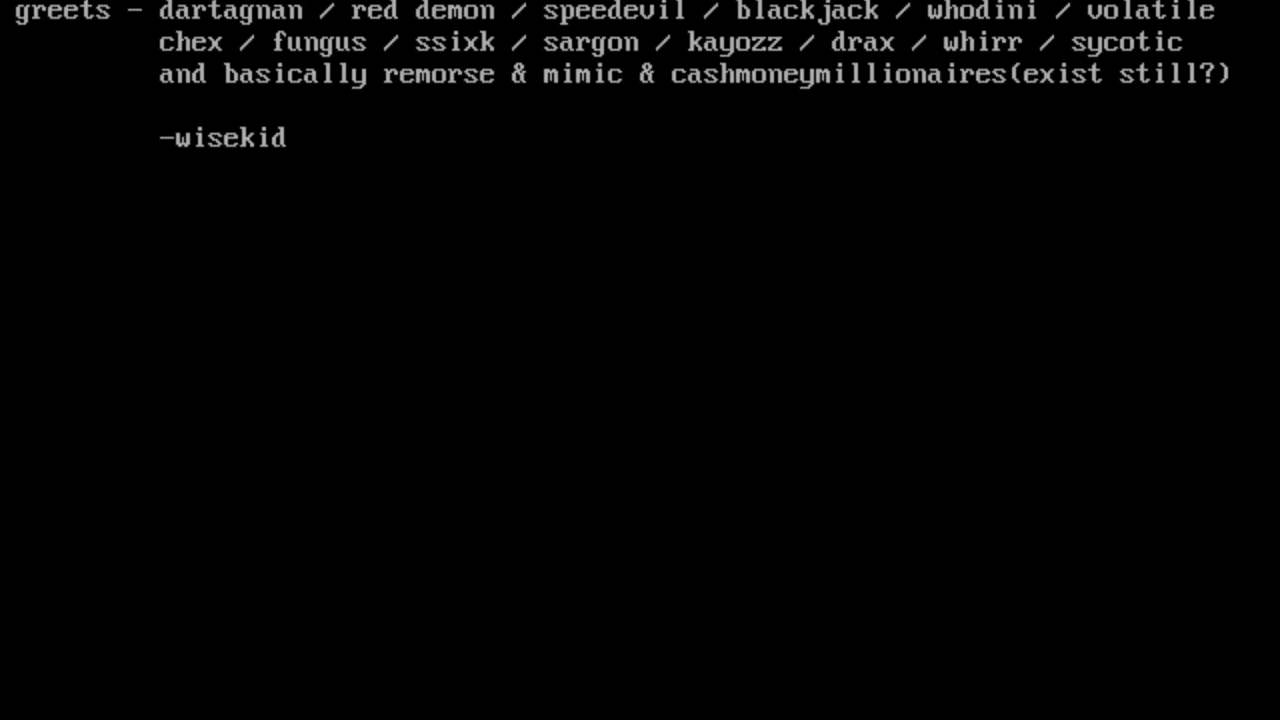 greets - dartagnan / red demon / speedevil / blackjack / whodini / volatile
chex / fungus / ssixk / sargon / kayozz / drax / whirr / sycotic
and basically remorse & mimic & cashmoneymillionaires(exist still?)
-wisekid